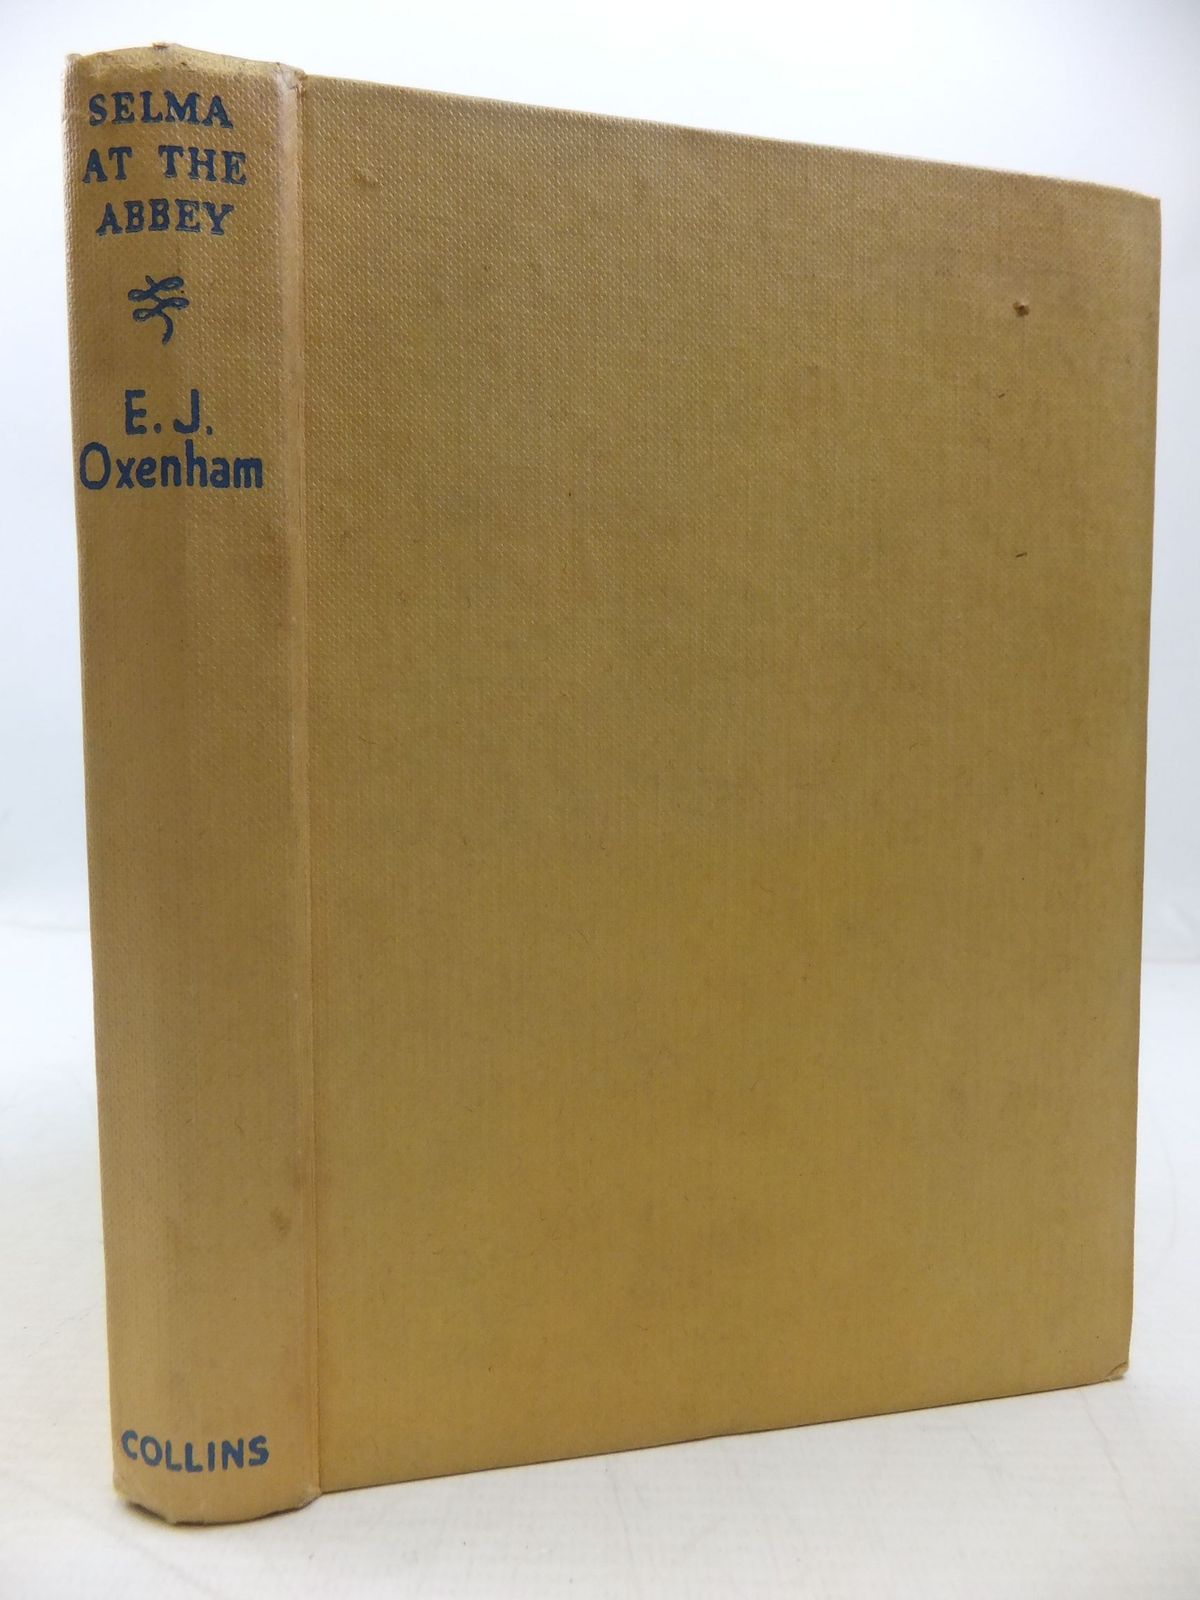 SELMA
AT THE
ABBEY
E. J.
Oxenham
COLLINS